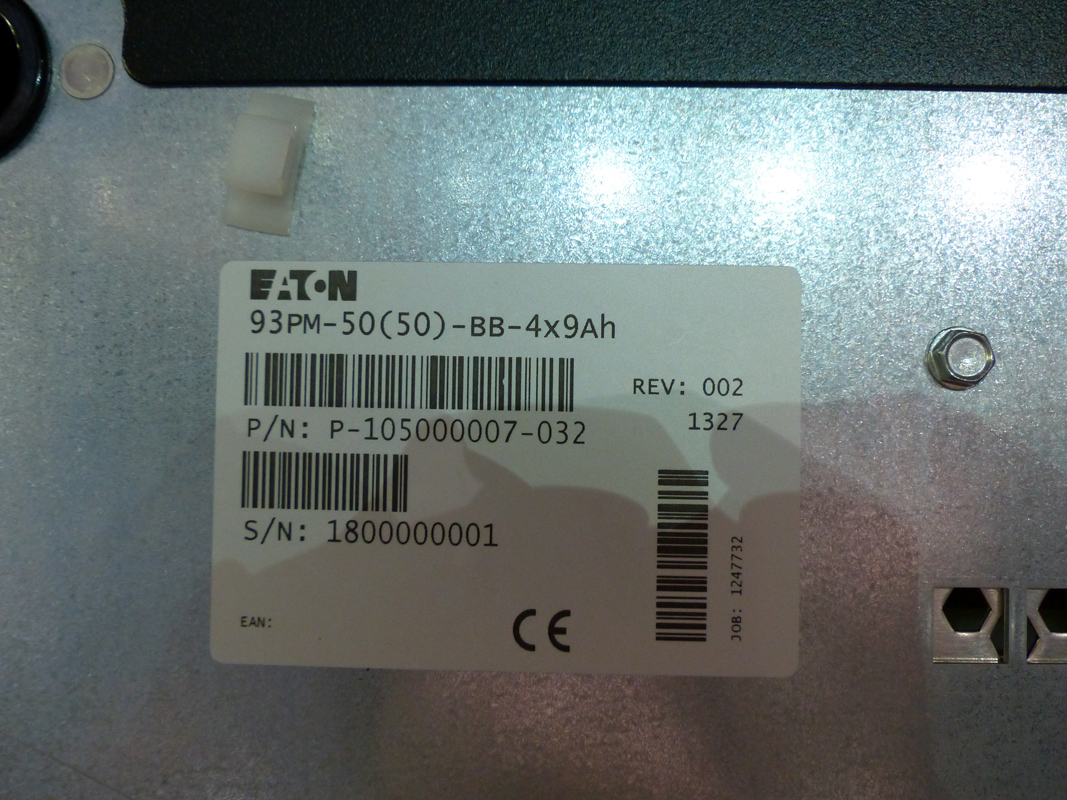 EATON
93PM-50(50)-BB-4x9Ah
REV: 002
P/N: P-105000007-032
1327
S/N: 1800000001
JOB: 1247732
EAN:
CE